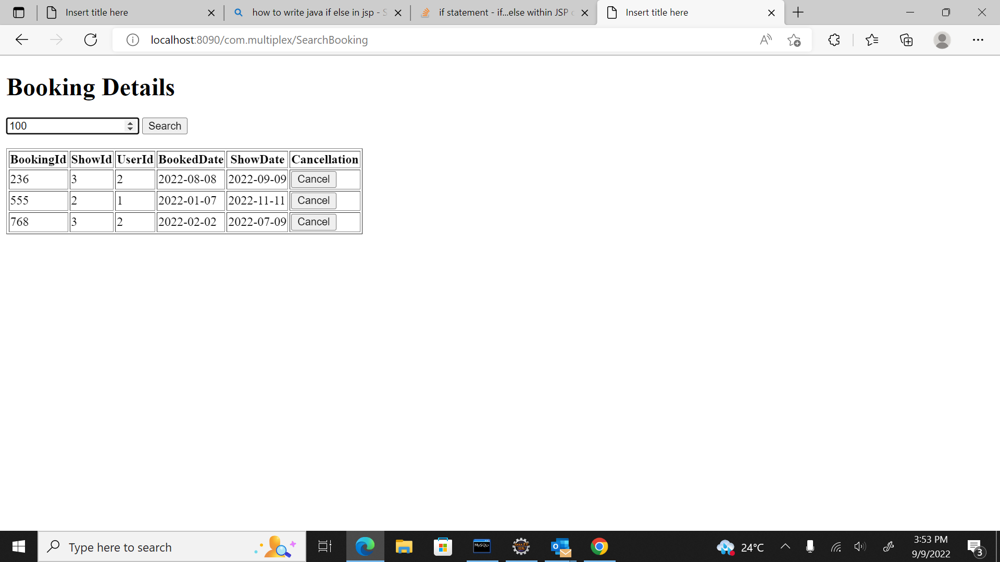 Insert title here
how to write java if else in jsp - S
if statement - if...else within JSP
Insert title here
localhost:8090/com.multiplex/SearchBooking
Booking Details
100 Search
BookingId ShowId UserId BookedDate ShowDate Cancellation
236 3 2 2022-08-08 2022-09-09 Cancel
555 2 1 2022-01-07 2022-11-11 Cancel
768 3 2 2022-02-02 2022-07-09 Cancel
Type here to search
MySQL>
Java EE
IDE
24°C
3:53 PM
9/9/2022
3